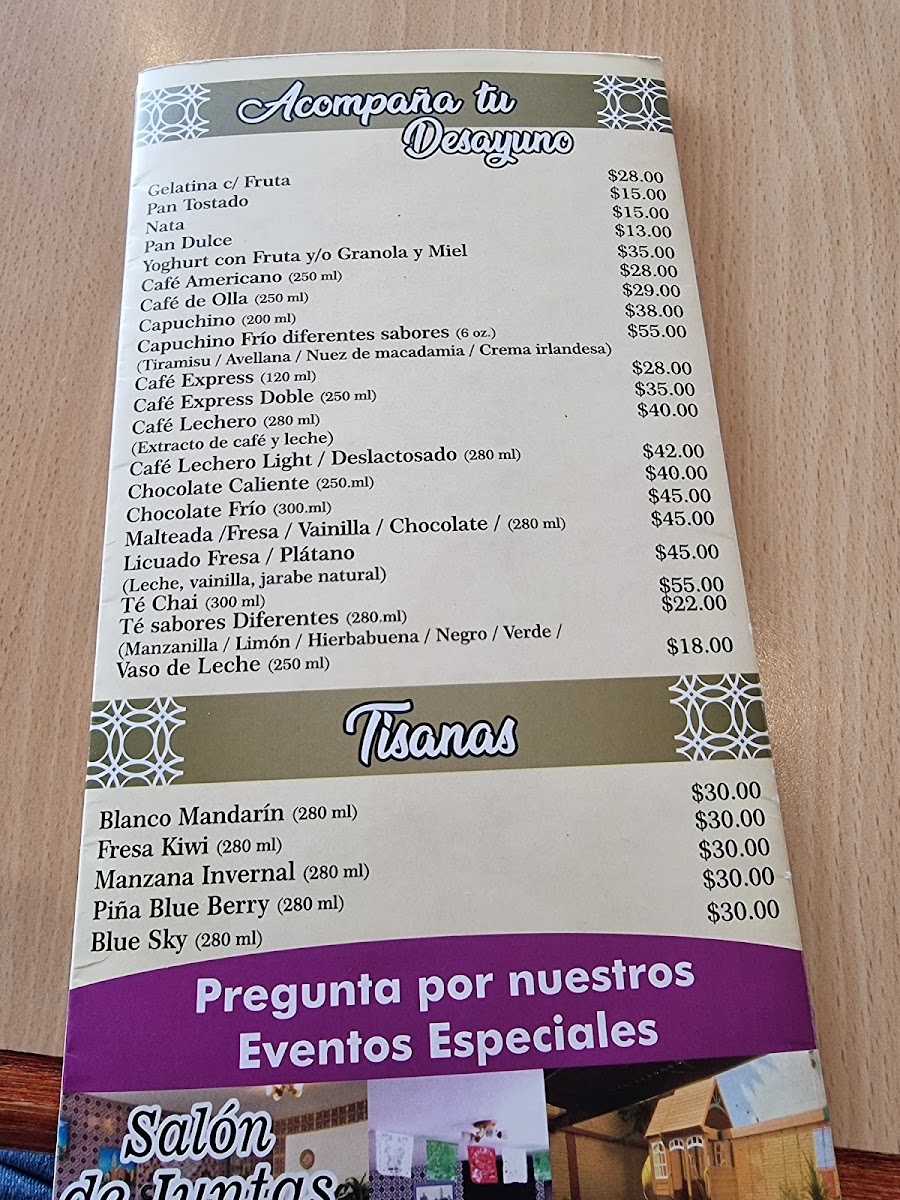 Acompaña tu
Desayuno
Gelatina c/ Fruta $28.00
Pan Tostado $15.00
Nata $15.00
Pan Dulce $13.00
Yoghurt con Fruta y/o Granola y Miel $35.00
Café Americano (250 ml) $28.00
Café de Olla (250 ml) $29.00
Capuchino (200 ml) $38.00
Capuchino Frío diferentes sabores (6 oz.) $55.00
(Tiramisu / Avellana / Nuez de macadamia / Crema irlandesa)
Café Express (120 ml) $28.00
Café Express Doble (250 ml) $35.00
Café Lechero (280 ml) $40.00
(Extracto de café y leche)
Café Lechero Light / Deslactosado (280 ml) $42.00
Chocolate Caliente (250.ml) $40.00
Chocolate Frío (300.ml) $45.00
Malteada /Fresa / Vainilla / Chocolate / (280 ml) $45.00
Licuado Fresa / Plátano $45.00
(Leche, vainilla, jarabe natural)
Té Chai (300 ml) $55.00
Té sabores Diferentes (280.ml) $22.00
(Manzanilla / Limón / Hierbabuena / Negro / Verde /
Vaso de Leche (250 ml) $18.00
Tisanas
Blanco Mandarín (280 ml) $30.00
Fresa Kiwi (280 ml) $30.00
Manzana Invernal (280 ml) $30.00
Piña Blue Berry (280 ml) $30.00
Blue Sky (280 ml) $30.00
Pregunta por nuestros
Eventos Especiales
Salón
de Juntas